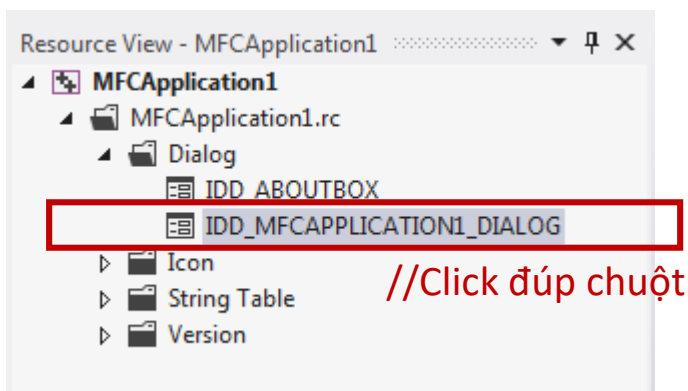 Resource View - MFCApplication1
MFCApplication1
MFCApplication1.rc
Dialog
IDD_ABOUTBOX
IDD_MFCAPPLICATION1_DIALOG
Icon
String Table
//Click đúp chuột
Version